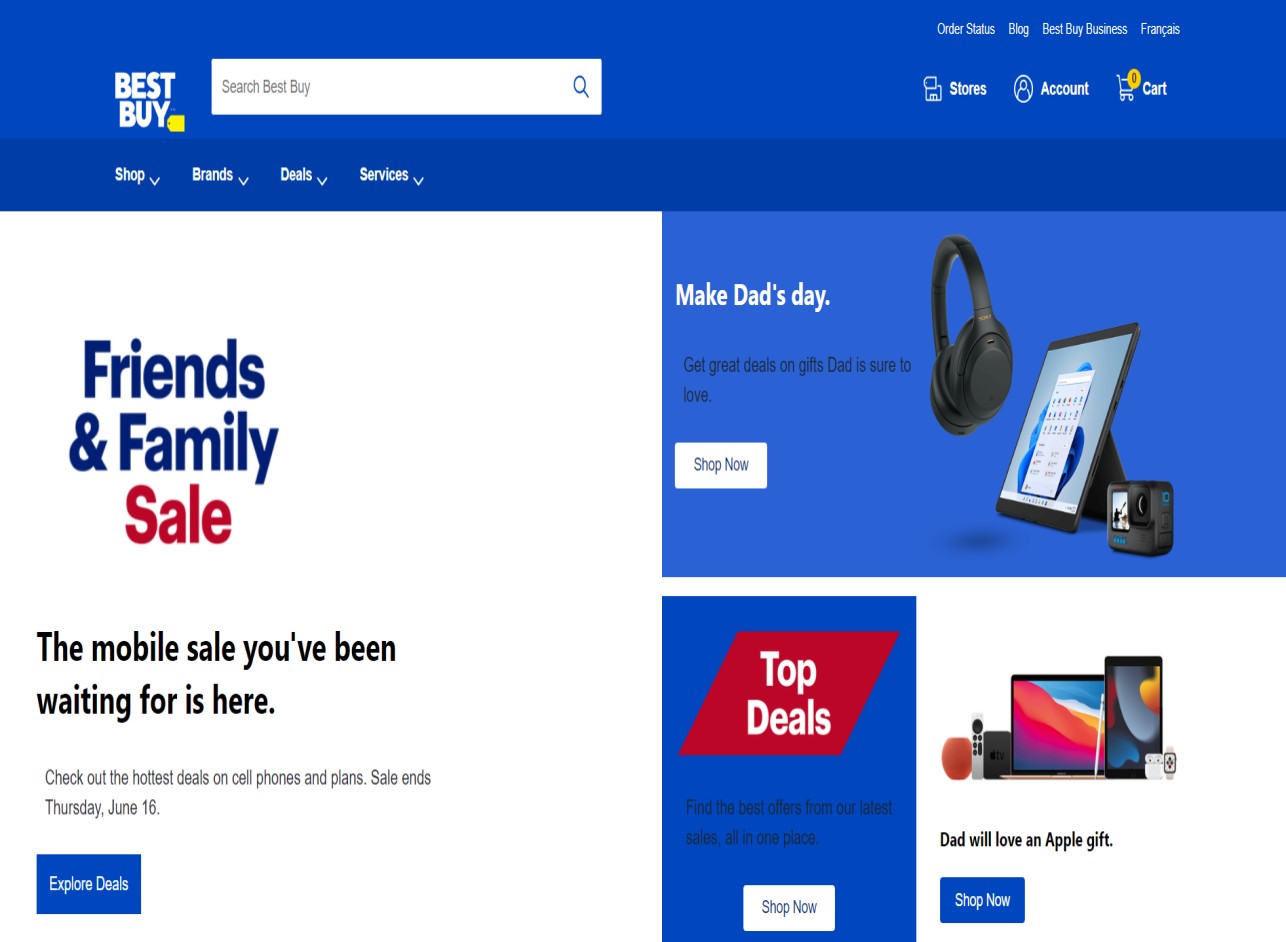 Order Status Blog Best Buy Business Français
BEST
BUY
Search Best Buy
Stores Account 0 Cart
Shop Brands Deals Services
Friends
& Family
Sale
The mobile sale you've been
waiting for is here.
Check out the hottest deals on cell phones and plans. Sale ends
Thursday, June 16.
Explore Deals
Make Dad's day.
Get great deals on gifts Dad is sure to
love.
Shop Now
SONY
10
Top
Deals
Find the best offers from our latest
sales, all in one place.
Shop Now
tv
Dad will love an Apple gift.
Shop Now